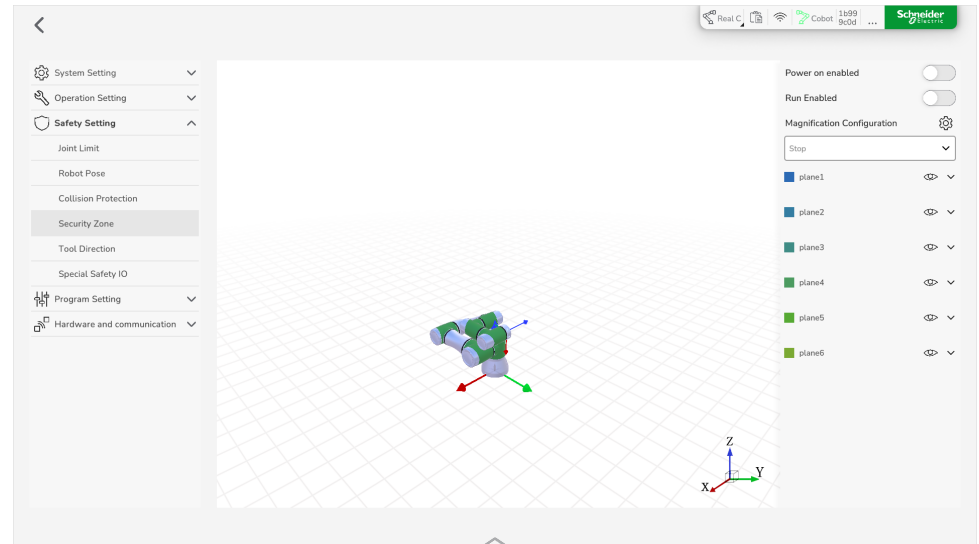 Real C
Cobot
1b99
9c0d
...
Schneider
Electric
System Setting
Operation Setting
Safety Setting
Joint Limit
Robot Pose
Collision Protection
Security Zone
Tool Direction
Special Safety IO
Program Setting
Hardware and communication
Z
Y
X
Power on enabled
Run Enabled
Magnification Configuration
Stop
plane1
plane2
plane3
plane4
plane5
plane6